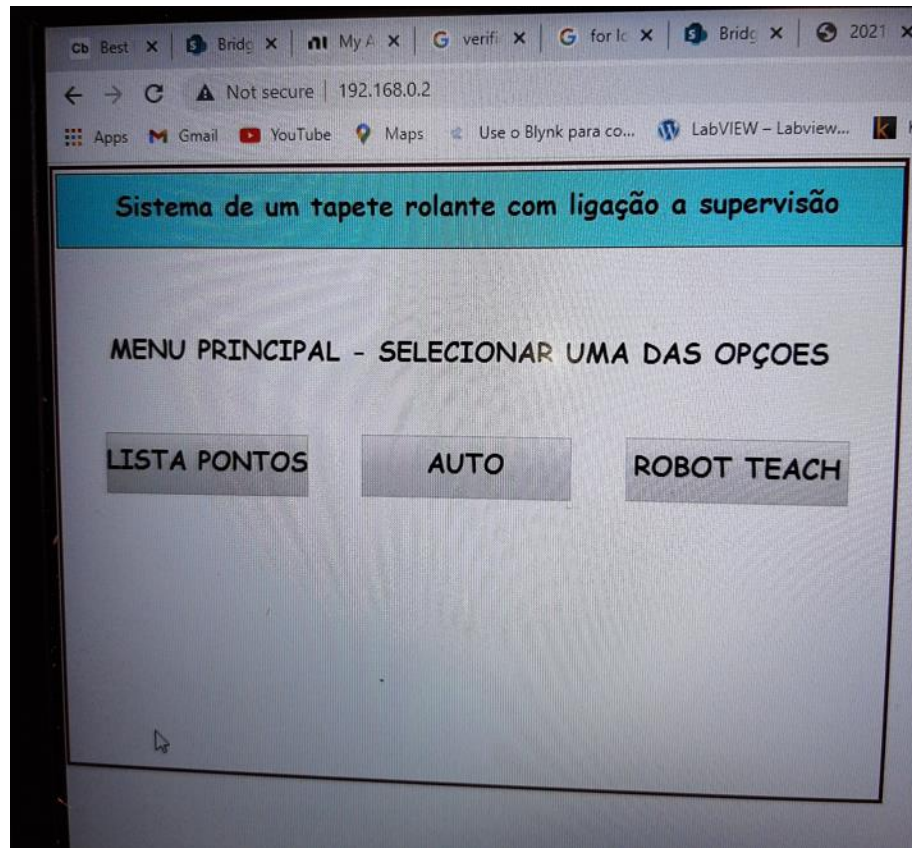 Cb Best × Bridg × My A × G verifi × G for lo × Bridg × 2021 ×
Not secure | 192.168.0.2
Apps Gmail YouTube Maps Use o Blynk para co... LabVIEW – Labview...
Sistema de um tapete rolante com ligação a supervisão
MENU PRINCIPAL - SELECIONAR UMA DAS OPÇOES
LISTA PONTOS AUTO ROBOT TEACH